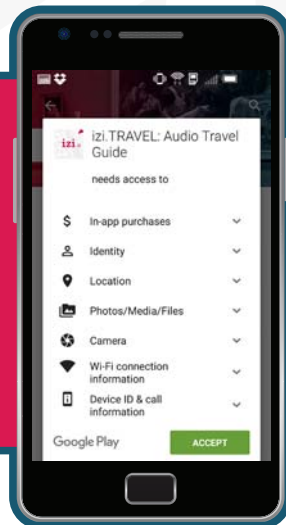 izi.
izi.TRAVEL: Audio Travel
Guide
needs access to
$ In-app purchases
Identity
Location
Photos/Media/Files
Camera
Wi-Fi connection
information
Device ID & call
information
Google Play
ACCEPT